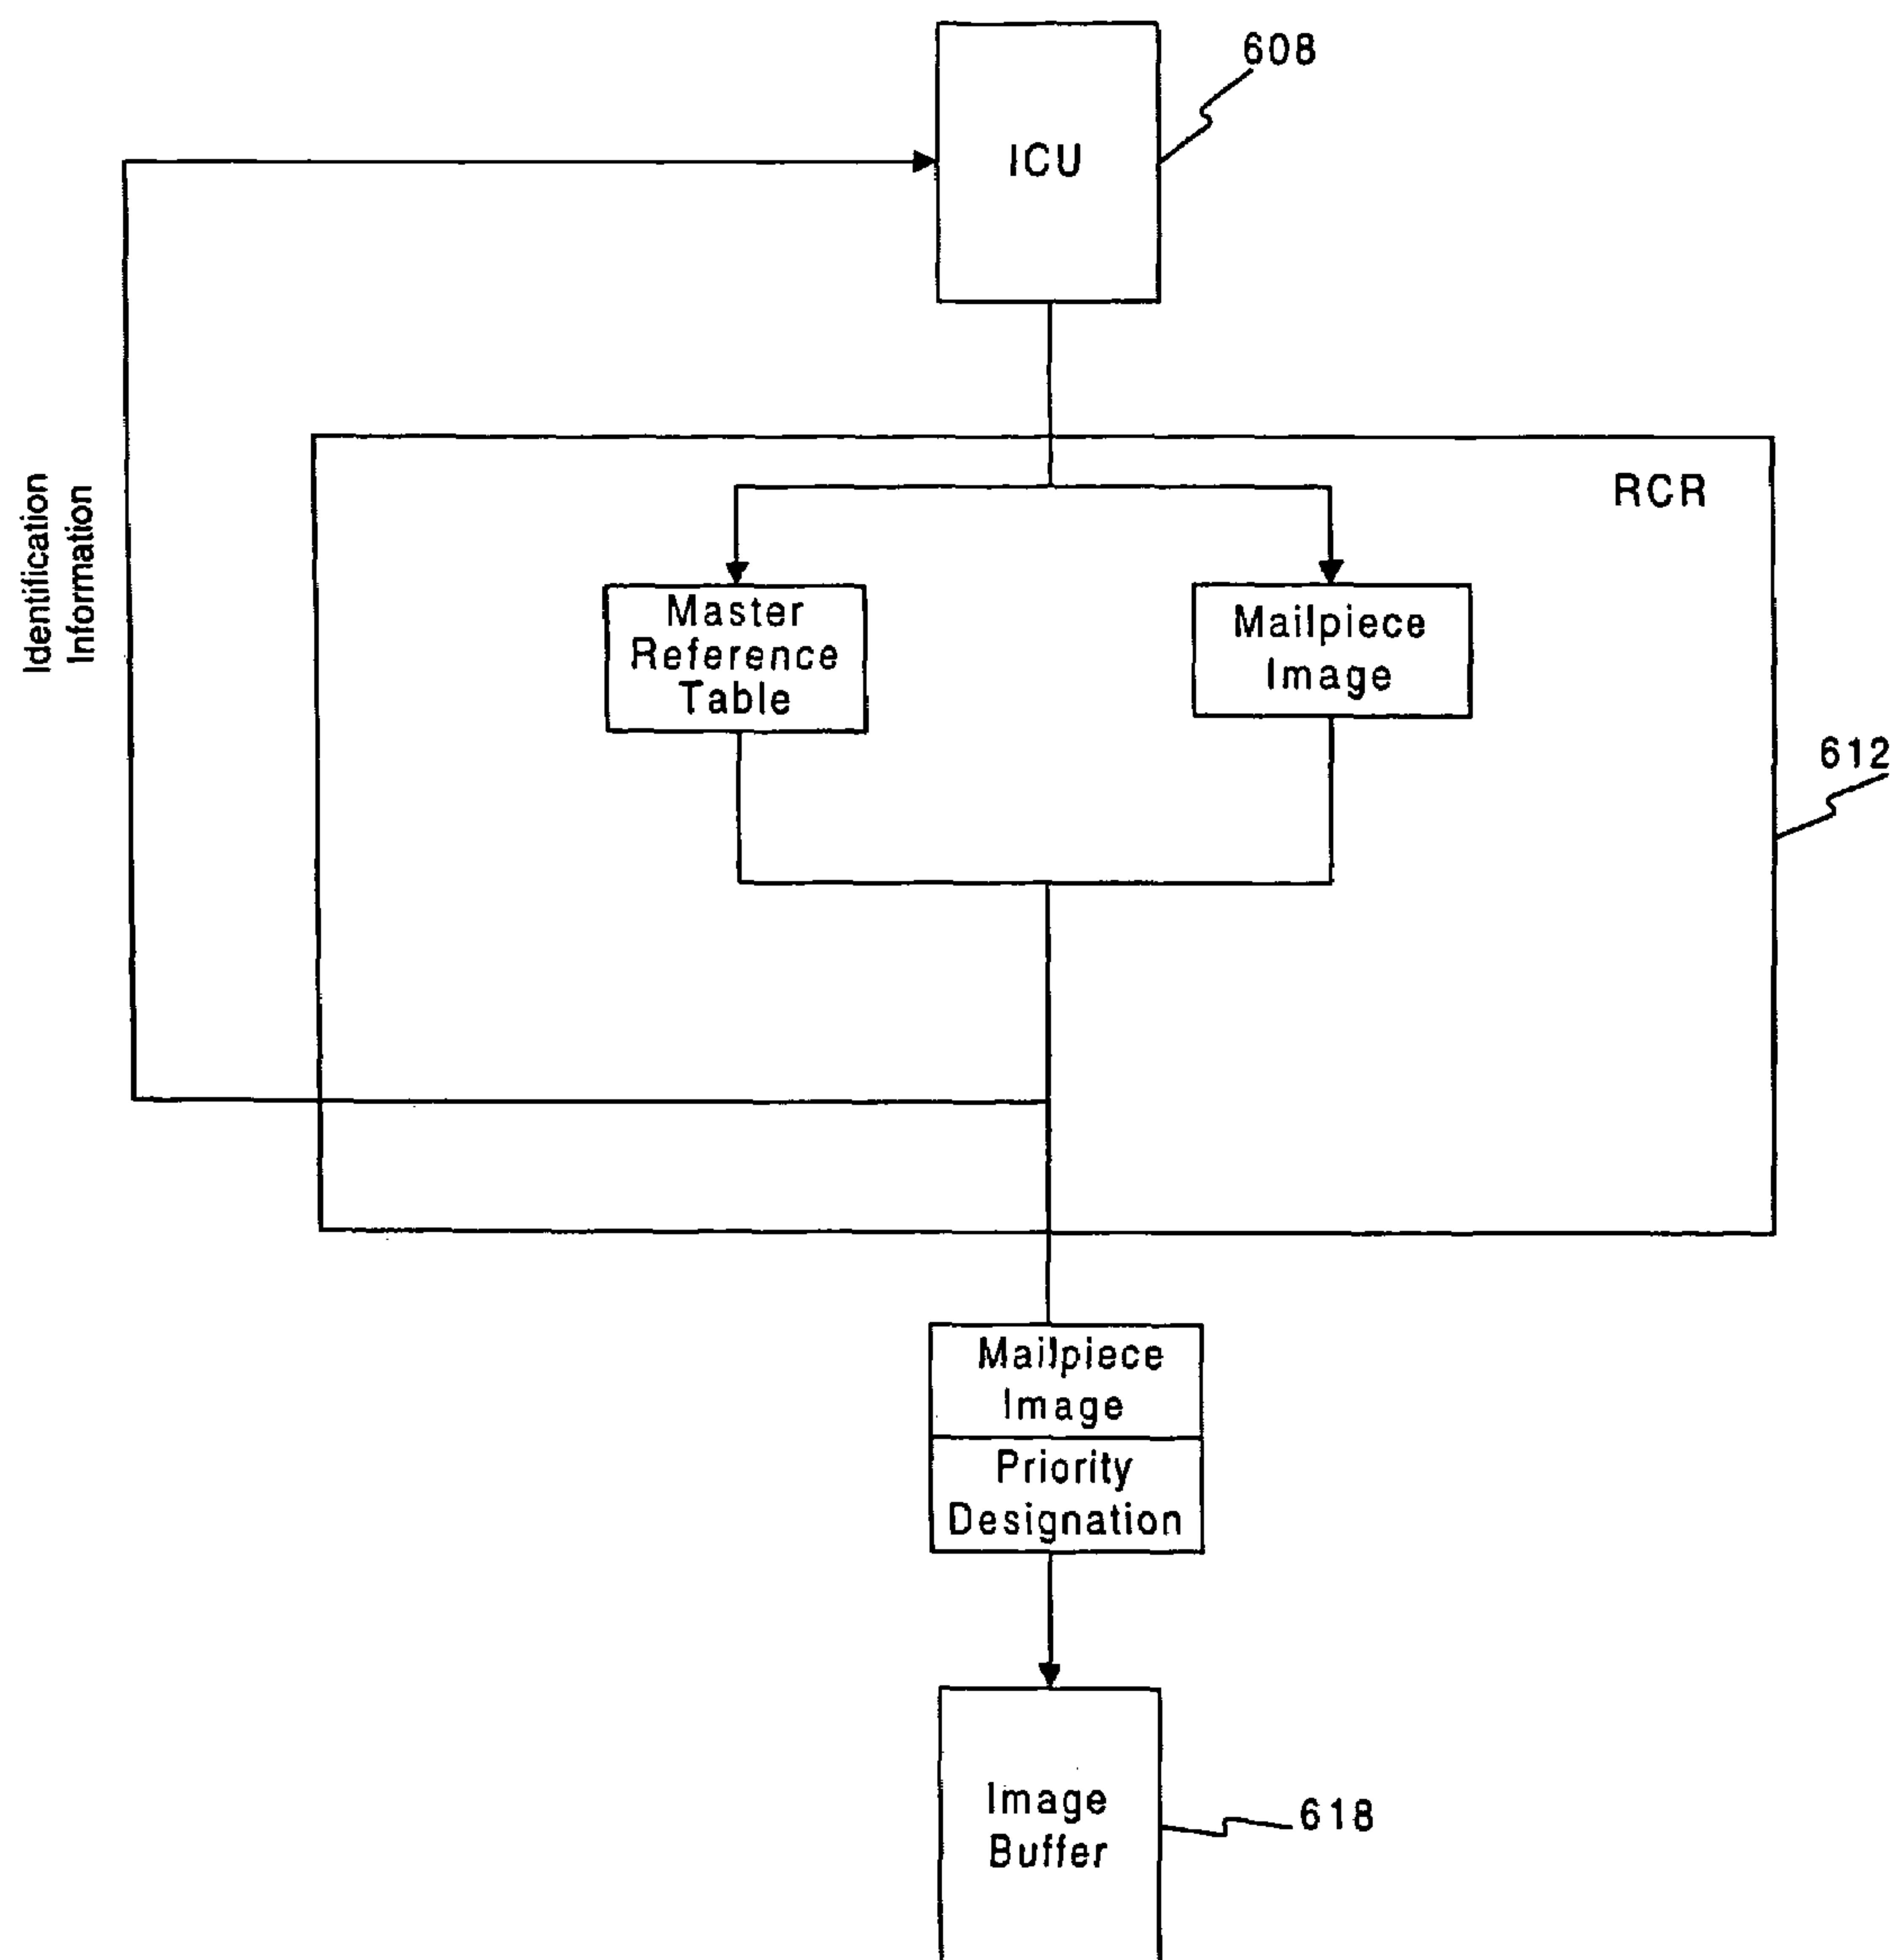 608
ICU
Identification
Information
RCR
Master
Reference
Table
Mailpiece
Image
612
Mailpiece
Image
Priority
Designation
Image
Buffer
618